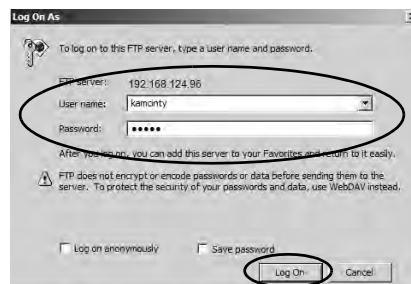 Log On As
To log on to this FTP server, type a user name and password.
FTP server: 192.168.124.96
User name: kamcinty
Password: •••••
After you log on, you can add this server to your Favorites and return to it easily.
FTP does not encrypt or encode passwords or data before sending them to the
server. To protect the security of your passwords and data, use WebDAV instead.
Log on anonymously Save password
Log On Cancel